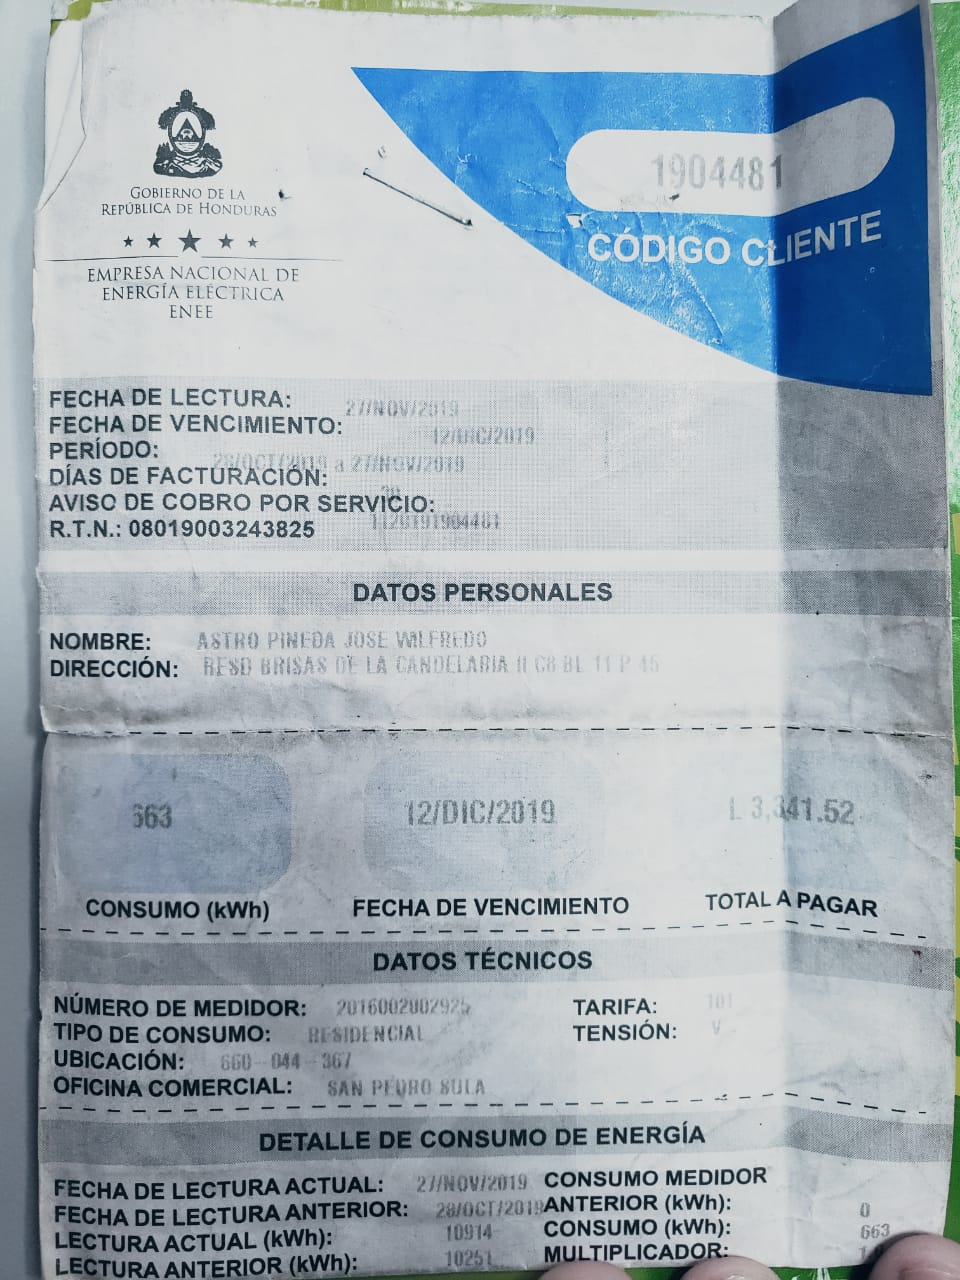 GOBIERNO DE LA
REPÚBLICA DE HONDURAS
EMPRESA NACIONAL DE
ENERGÍA ELÉCTRICA
ENEE
1904481
CÓDIGO CLIENTE
FECHA DE LECTURA: 27/NOV/2019
FECHA DE VENCIMIENTO: 12/DIC/2019
PERÍODO: 28/OCT/2019 a 27/NOV/2019
DÍAS DE FACTURACIÓN: 30
AVISO DE COBRO POR SERVICIO: 1120191904481
R.T.N.: 08019003243825
DATOS PERSONALES
NOMBRE: ASTRO PINEDA JOSE WILFREDO
DIRECCIÓN: RESD BRISAS DE LA CANDELARIA II C8 BL 11 P 45
663 12/DIC/2019 L 3,341.52
CONSUMO (kWh) FECHA DE VENCIMIENTO TOTAL A PAGAR
DATOS TÉCNICOS
NÚMERO DE MEDIDOR: 2016002002925 TARIFA: 101
TIPO DE CONSUMO: RESIDENCIAL TENSIÓN: V
UBICACIÓN: 660 - 044 - 367
OFICINA COMERCIAL: SAN PEDRO SULA
DETALLE DE CONSUMO DE ENERGÍA
FECHA DE LECTURA ACTUAL: 27/NOV/2019 CONSUMO MEDIDOR
FECHA DE LECTURA ANTERIOR: 28/OCT/2019 ANTERIOR (kWh): 0
LECTURA ACTUAL (kWh): 10914 CONSUMO (kWh): 663
LECTURA ANTERIOR (kWh): 10251 MULTIPLICADOR: